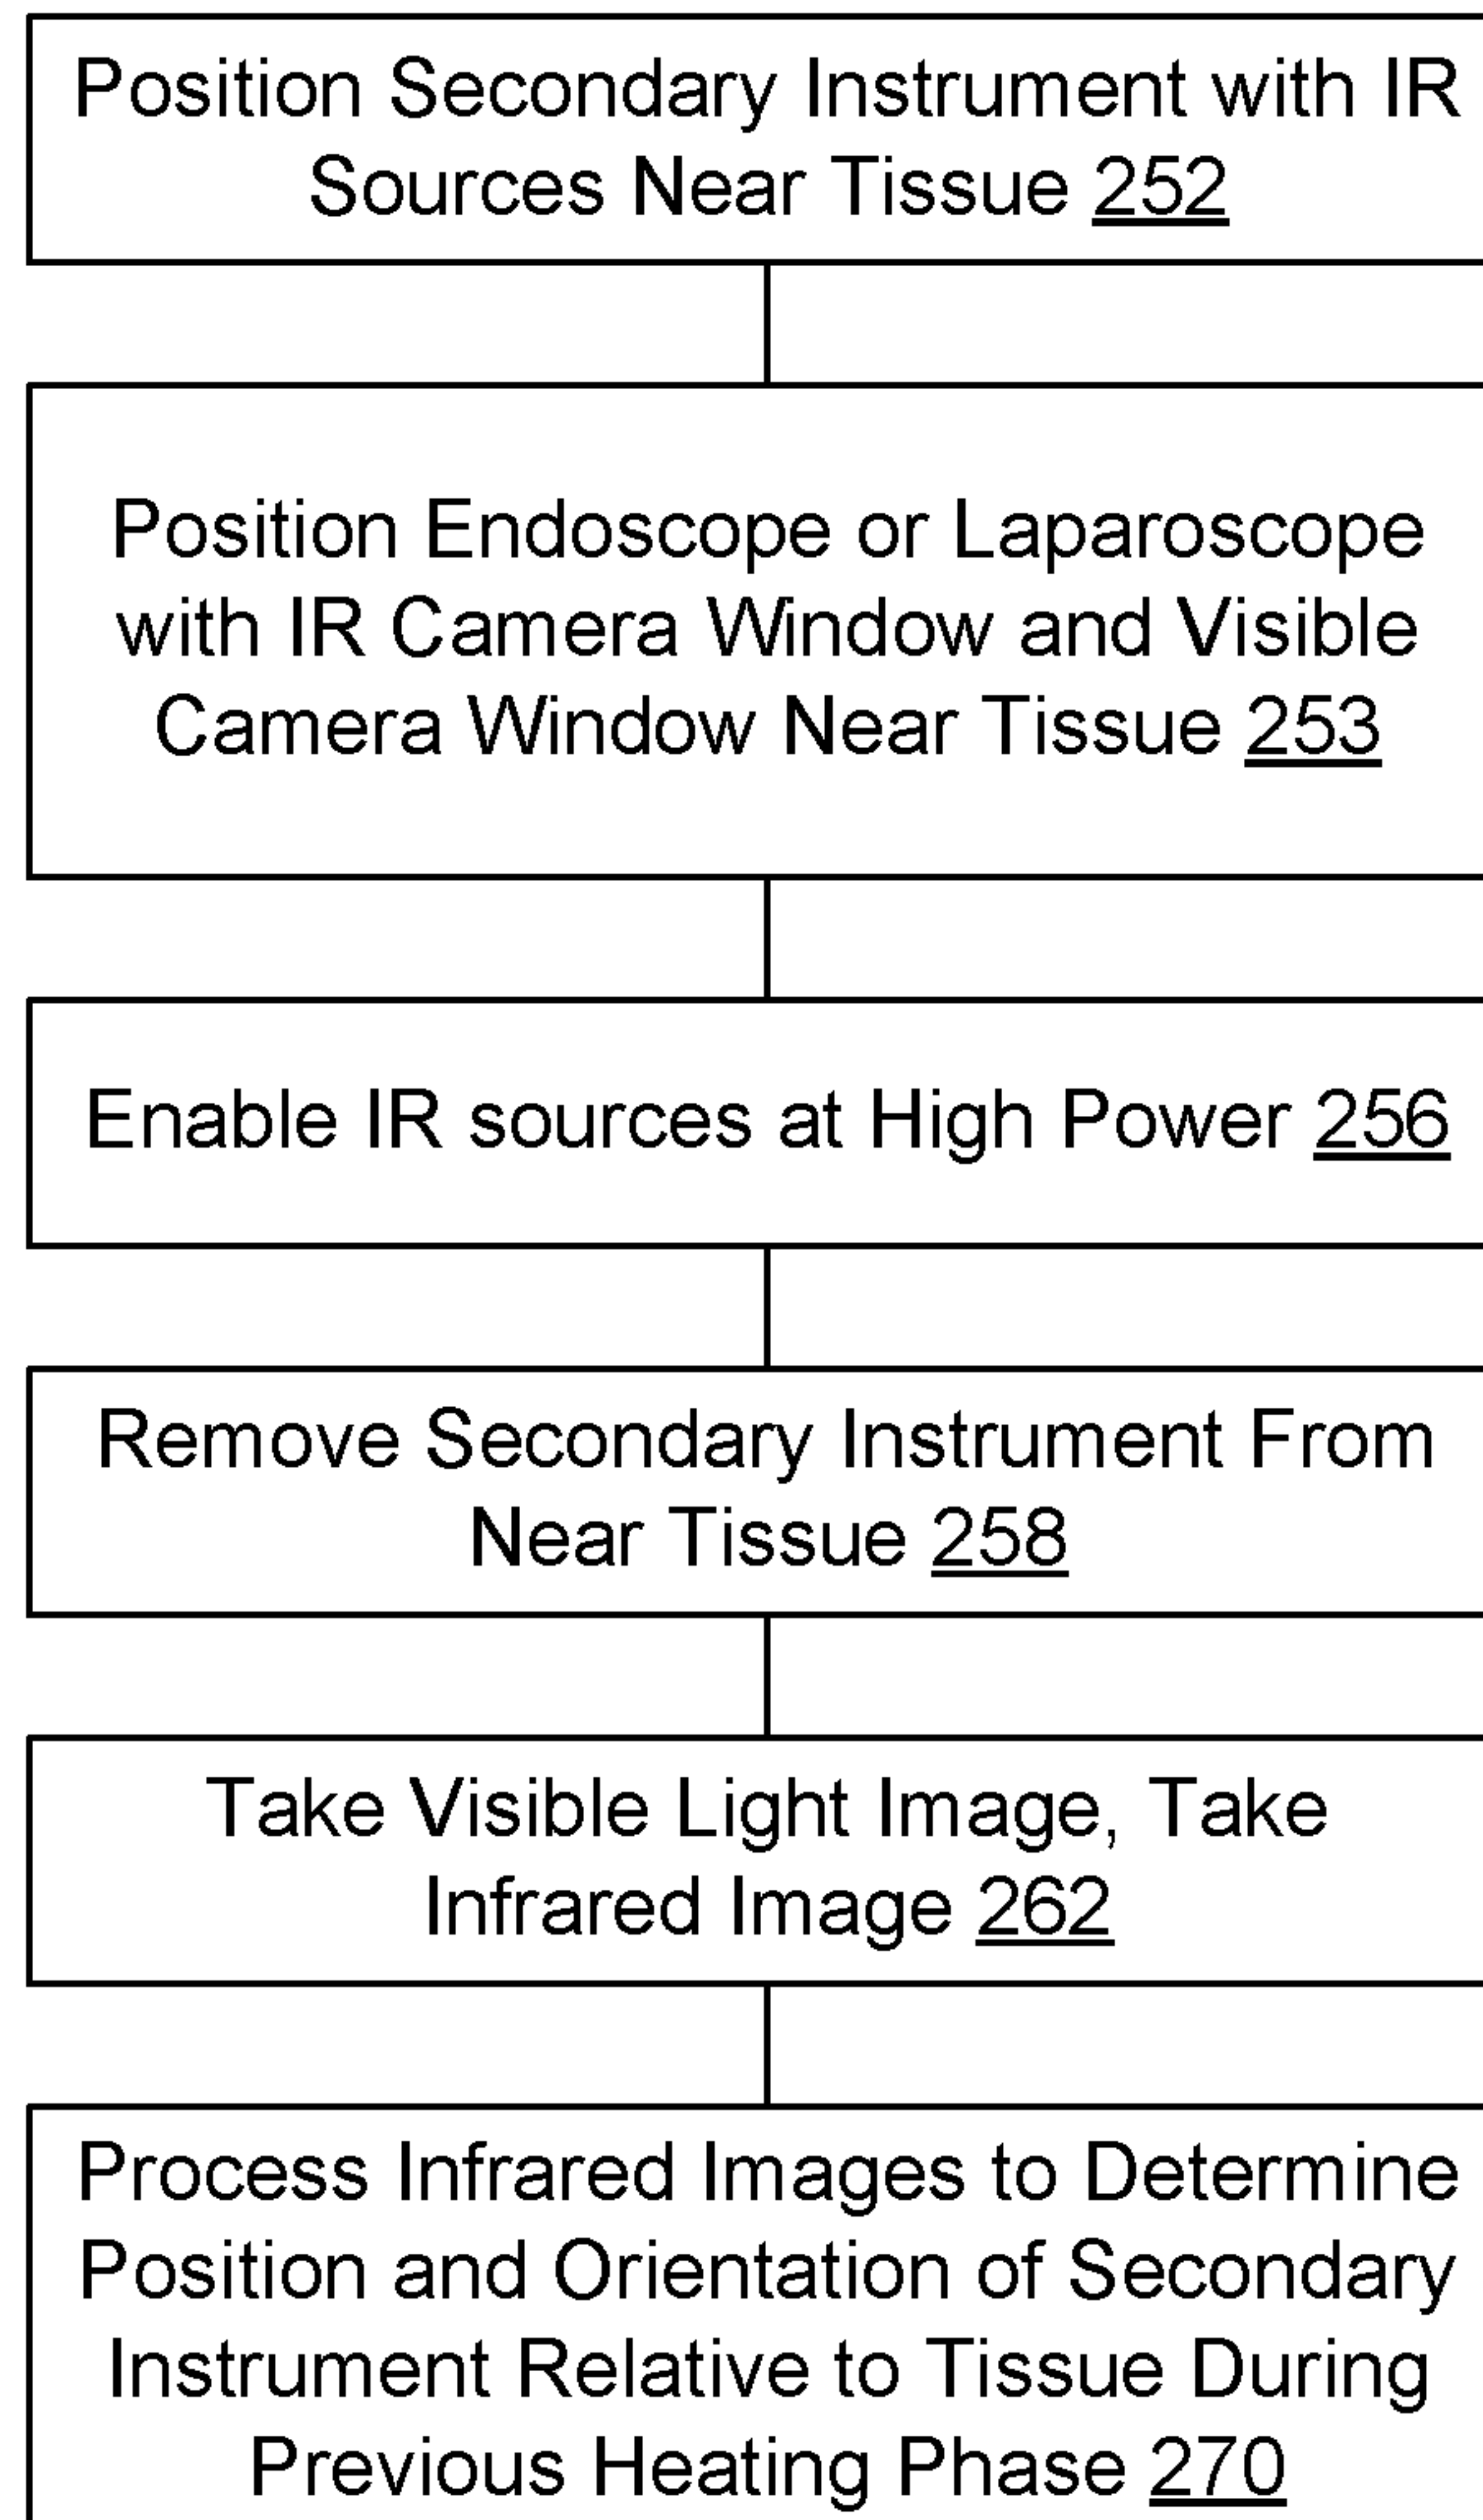 Position Secondary Instrument with IR
Sources Near Tissue 252
Position Endoscope or Laparoscope
with IR Camera Window and Visible
Camera Window Near Tissue 253
Enable IR sources at High Power 256
Remove Secondary Instrument From
Near Tissue 258
Take Visible Light Image, Take
Infrared Image 262
Process Infrared Images to Determine
Position and Orientation of Secondary
Instrument Relative to Tissue During
Previous Heating Phase 270